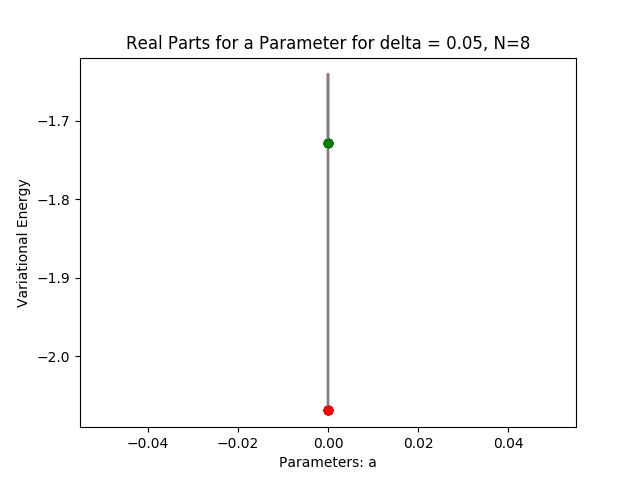 Real Parts for a Parameter for delta = 0.05, N=8
−1.7
−1.8
−1.9
−2.0
Variational Energy
−0.04 −0.02 0.00 0.02 0.04
Parameters: a